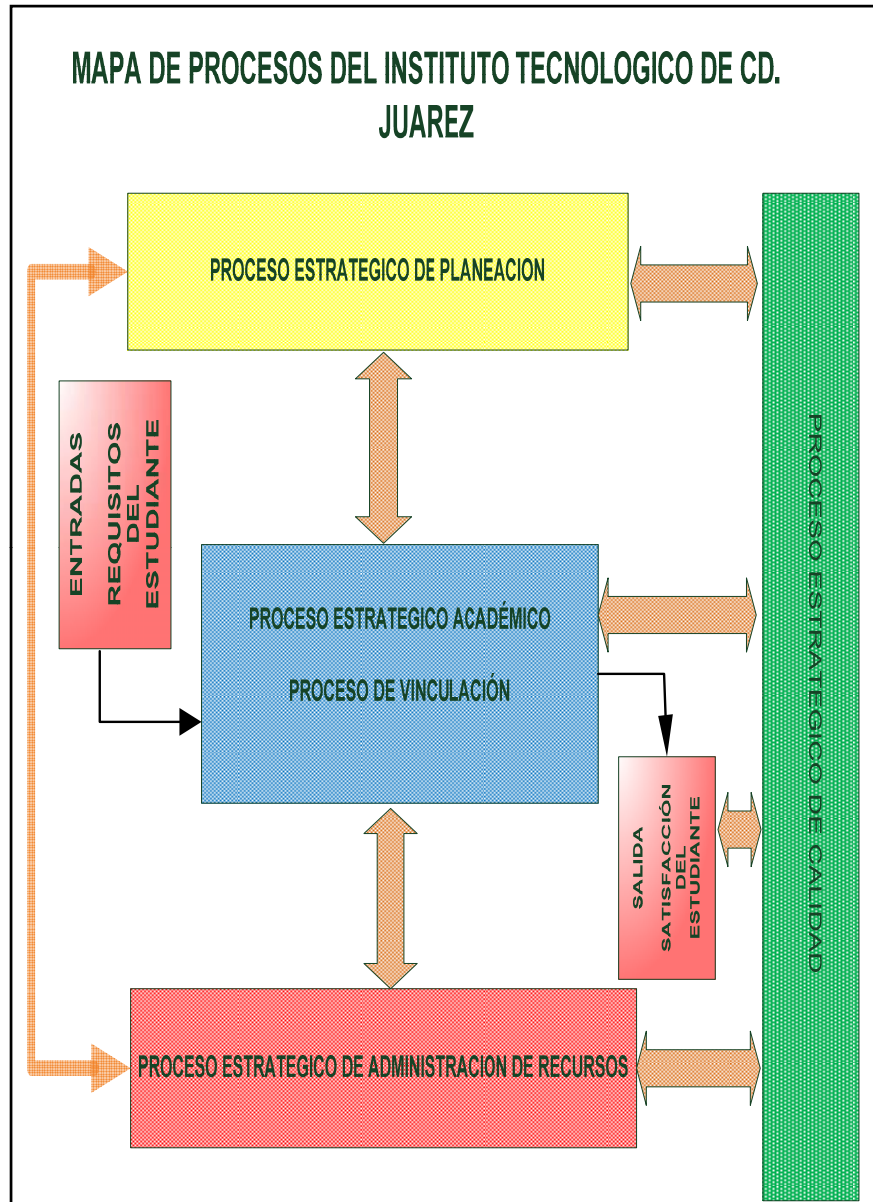 MAPA DE PROCESOS DEL INSTITUTO TECNOLOGICO DE CD.
JUAREZ
PROCESO ESTRATEGICO DE PLANEACION
ENTRADAS
REQUISITOS
DEL
ESTUDIANTE
PROCESO ESTRATEGICO ACADÉMICO
PROCESO DE VINCULACIÓN
SALIDA
SATISFACCIÓN
DEL
ESTUDIANTE
PROCESO ESTRATEGICO DE CALIDAD
PROCESO ESTRATEGICO DE ADMINISTRACION DE RECURSOS